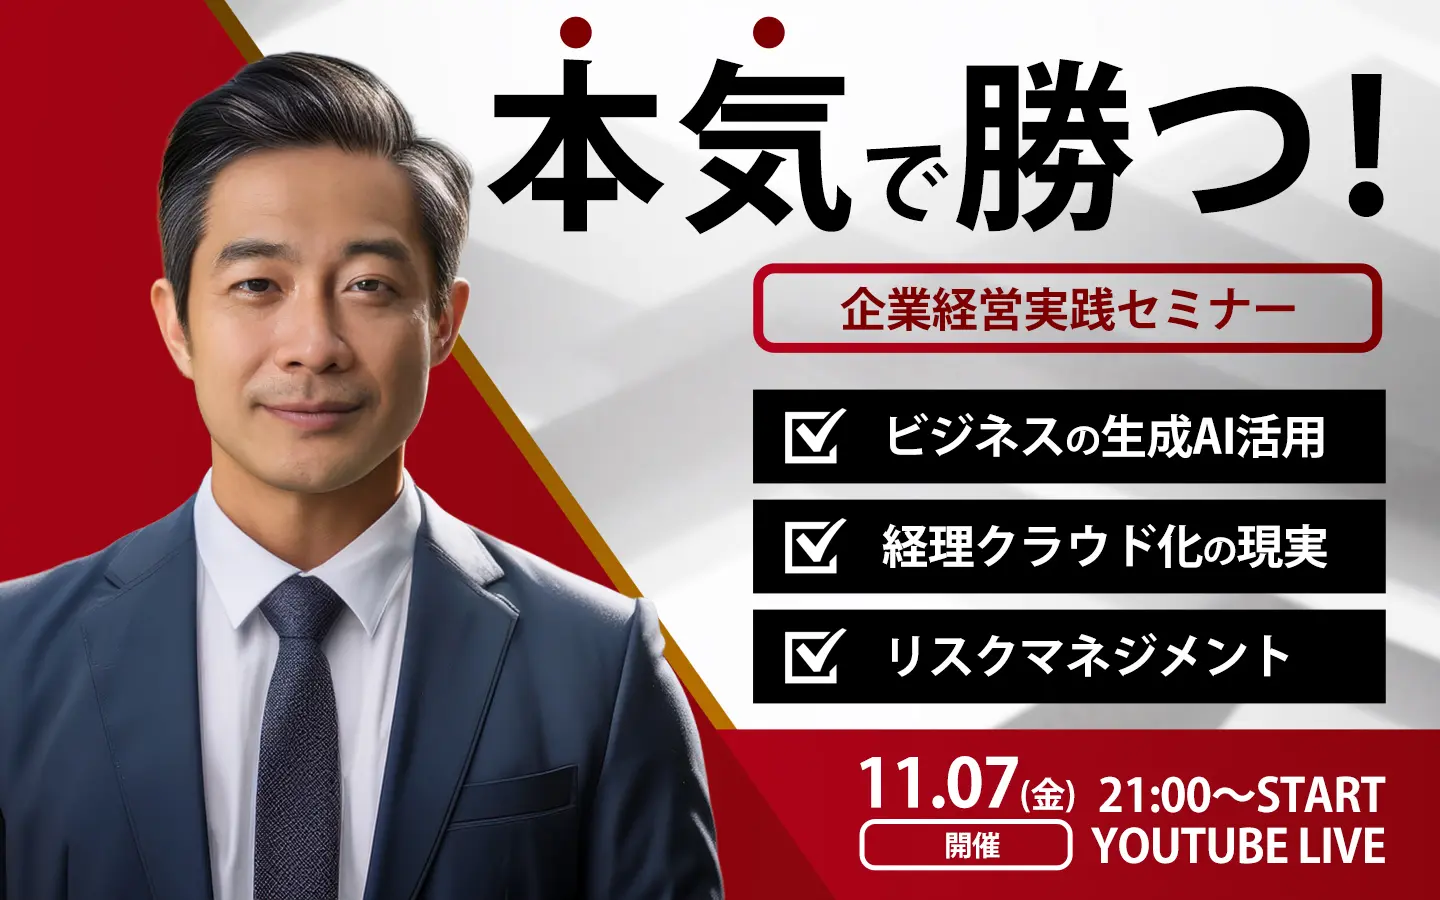 本気で勝つ！
企業経営実践セミナー
ビジネスの生成AI活用
経理クラウド化の現実
リスクマネジメント
11.07(金) 21:00〜START
開催 YOUTUBE LIVE